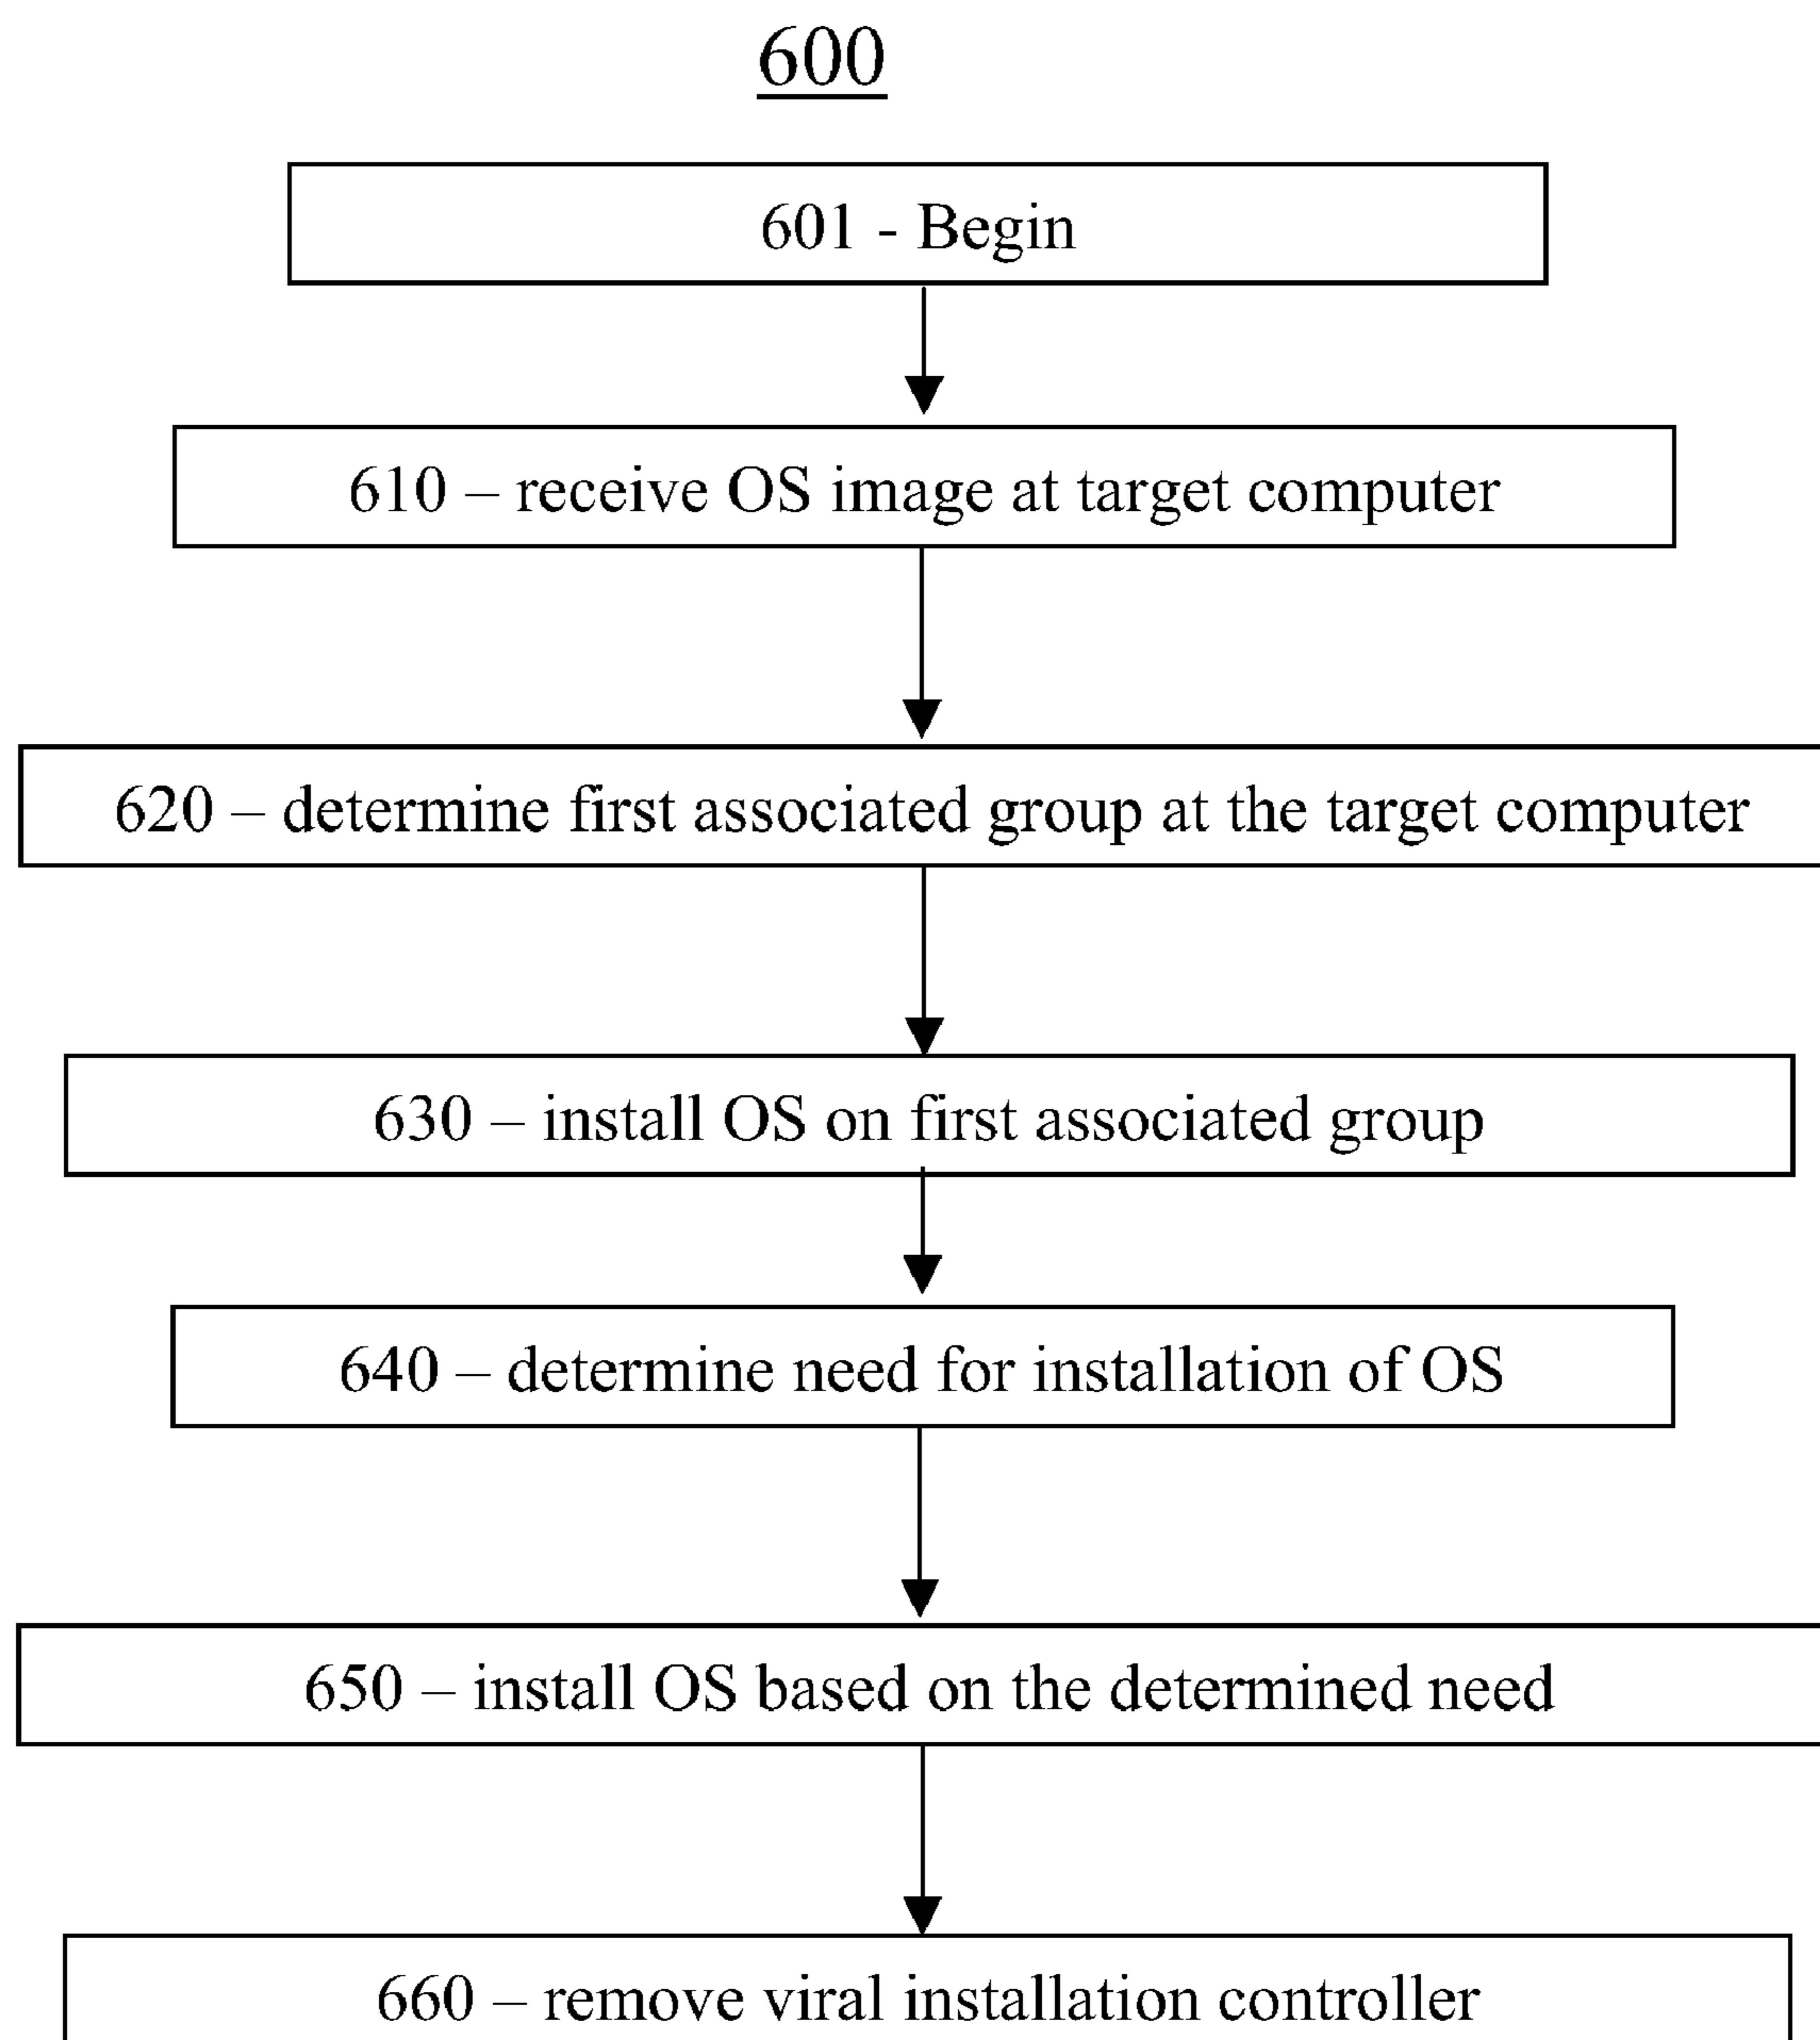 600
601 - Begin
610 – receive OS image at target computer
620 – determine first associated group at the target computer
630 – install OS on first associated group
640 – determine need for installation of OS
650 – install OS based on the determined need
660 – remove viral installation controller